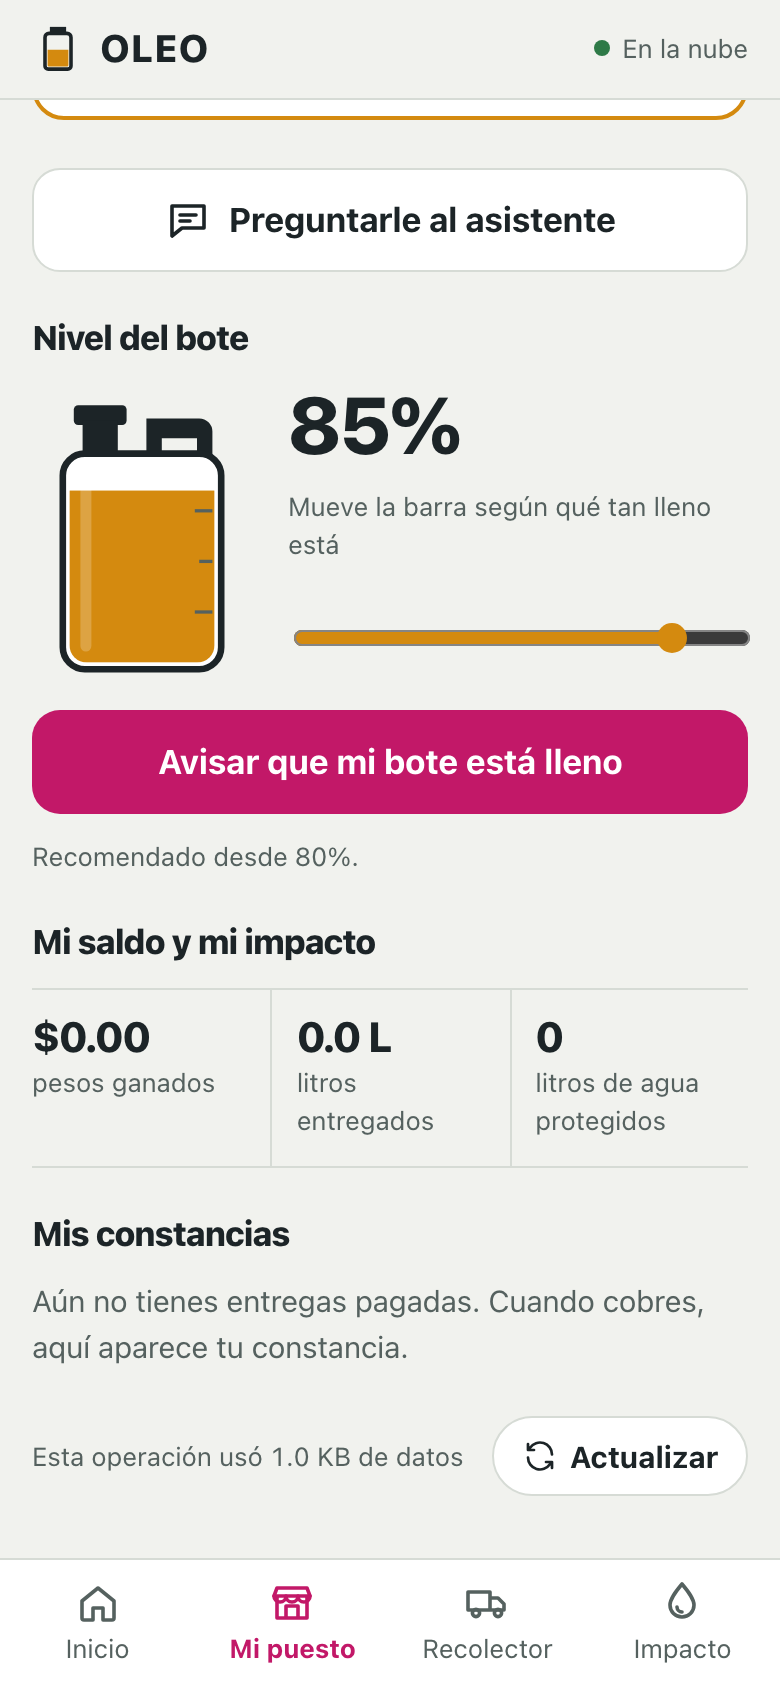 OLEO
En la nube
Preguntarle al asistente
Nivel del bote
85%
Mueve la barra según qué tan lleno
está
Avisar que mi bote está lleno
Recomendado desde 80%.
Mi saldo y mi impacto
$0.00
pesos ganados
0.0 L
litros
entregados
0
litros de agua
protegidos
Mis constancias
Aún no tienes entregas pagadas. Cuando cobres,
aquí aparece tu constancia.
Esta operación usó 1.0 KB de datos
Actualizar
Inicio
Mi puesto
Recolector
Impacto